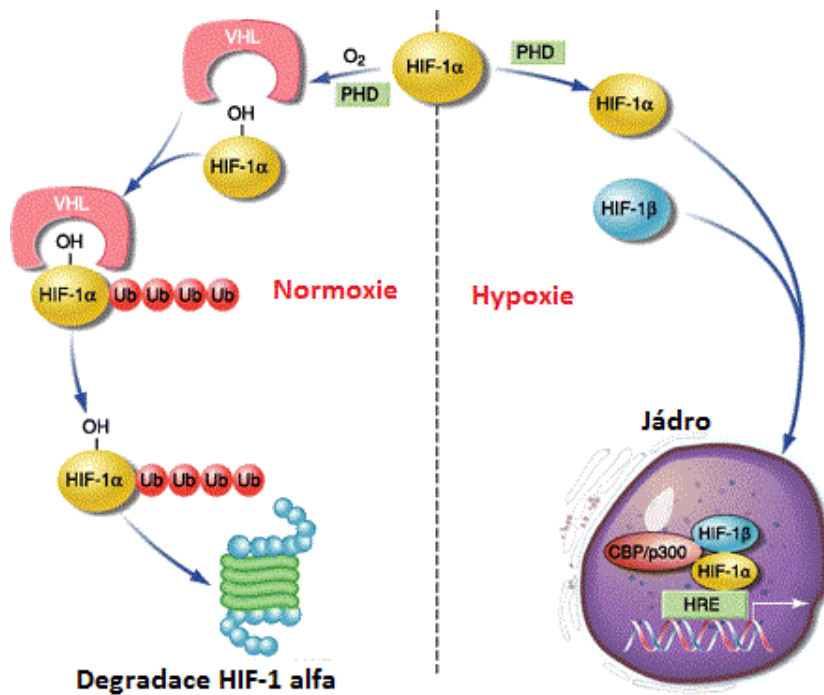 VHL
O2
PHD
HIF-1α
PHD
HIF-1α
OH
HIF-1α
VHL
OH
HIF-1α Ub Ub Ub Ub
HIF-1β
Normoxie
Hypoxie
OH
HIF-1α Ub Ub Ub Ub
Degradace HIF-1 alfa
Jádro
CBP/p300
HIF-1β
HIF-1α
HRE